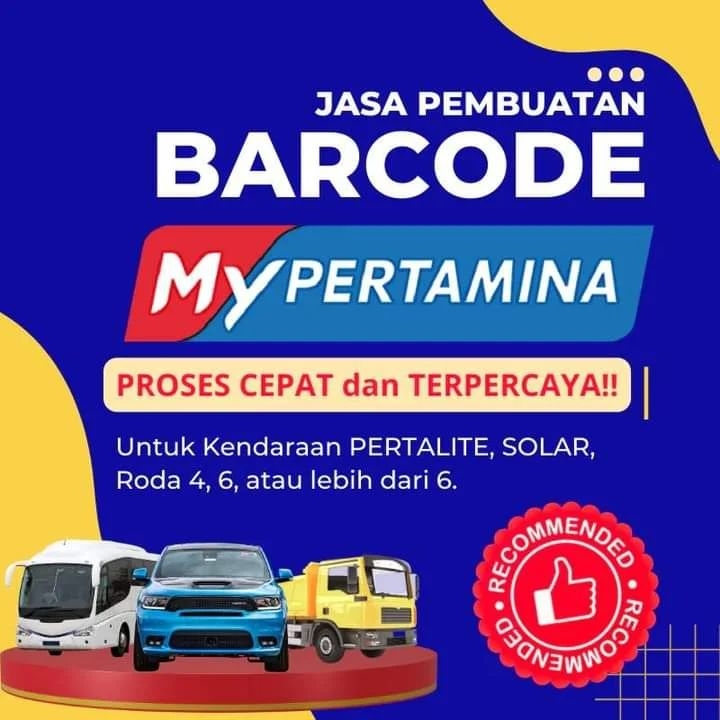 JASA PEMBUATAN
BARCODE
MyPERTAMINA
PROSES CEPAT dan TERPERCAYA!!
Untuk Kendaraan PERTALITE, SOLAR,
Roda 4, 6, atau lebih dari 6.
RECOMMENDED • RECOMMENDED •